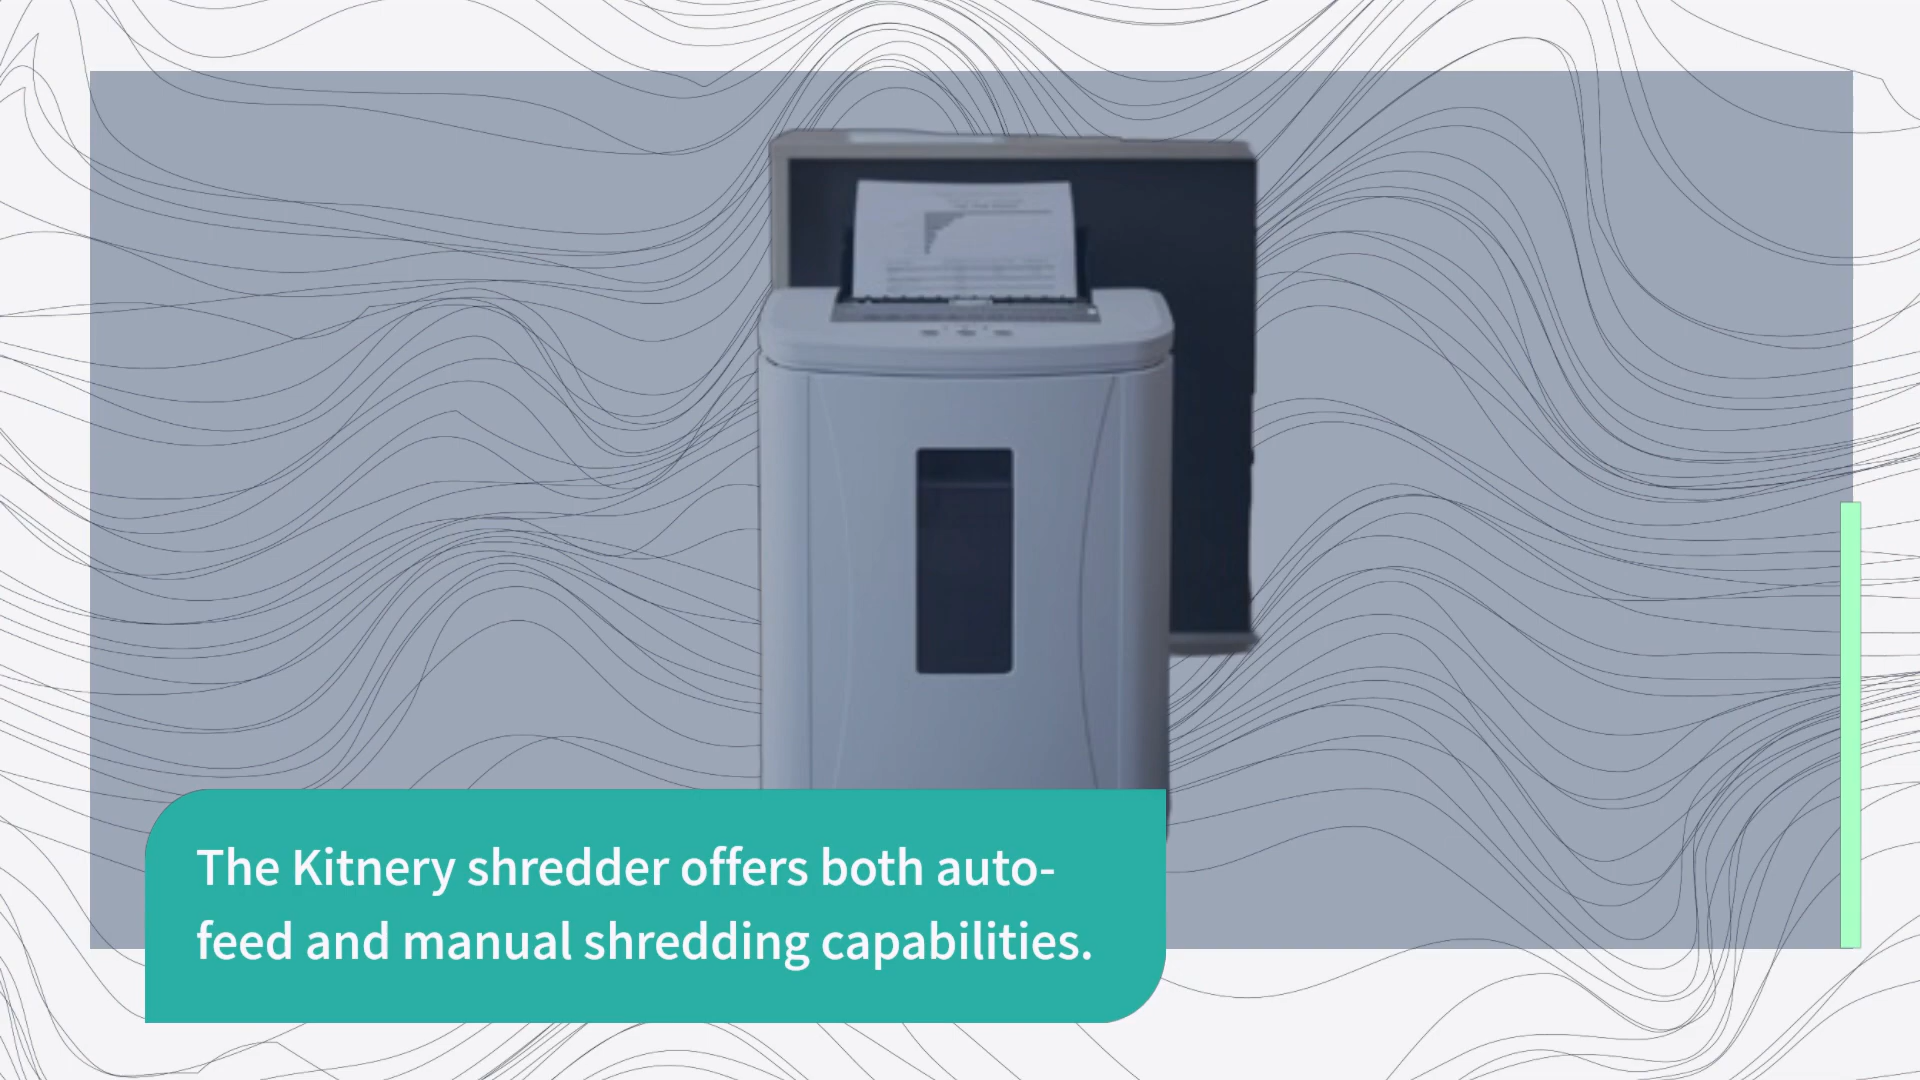 The Kitnery shredder offers both auto-
feed and manual shredding capabilities.